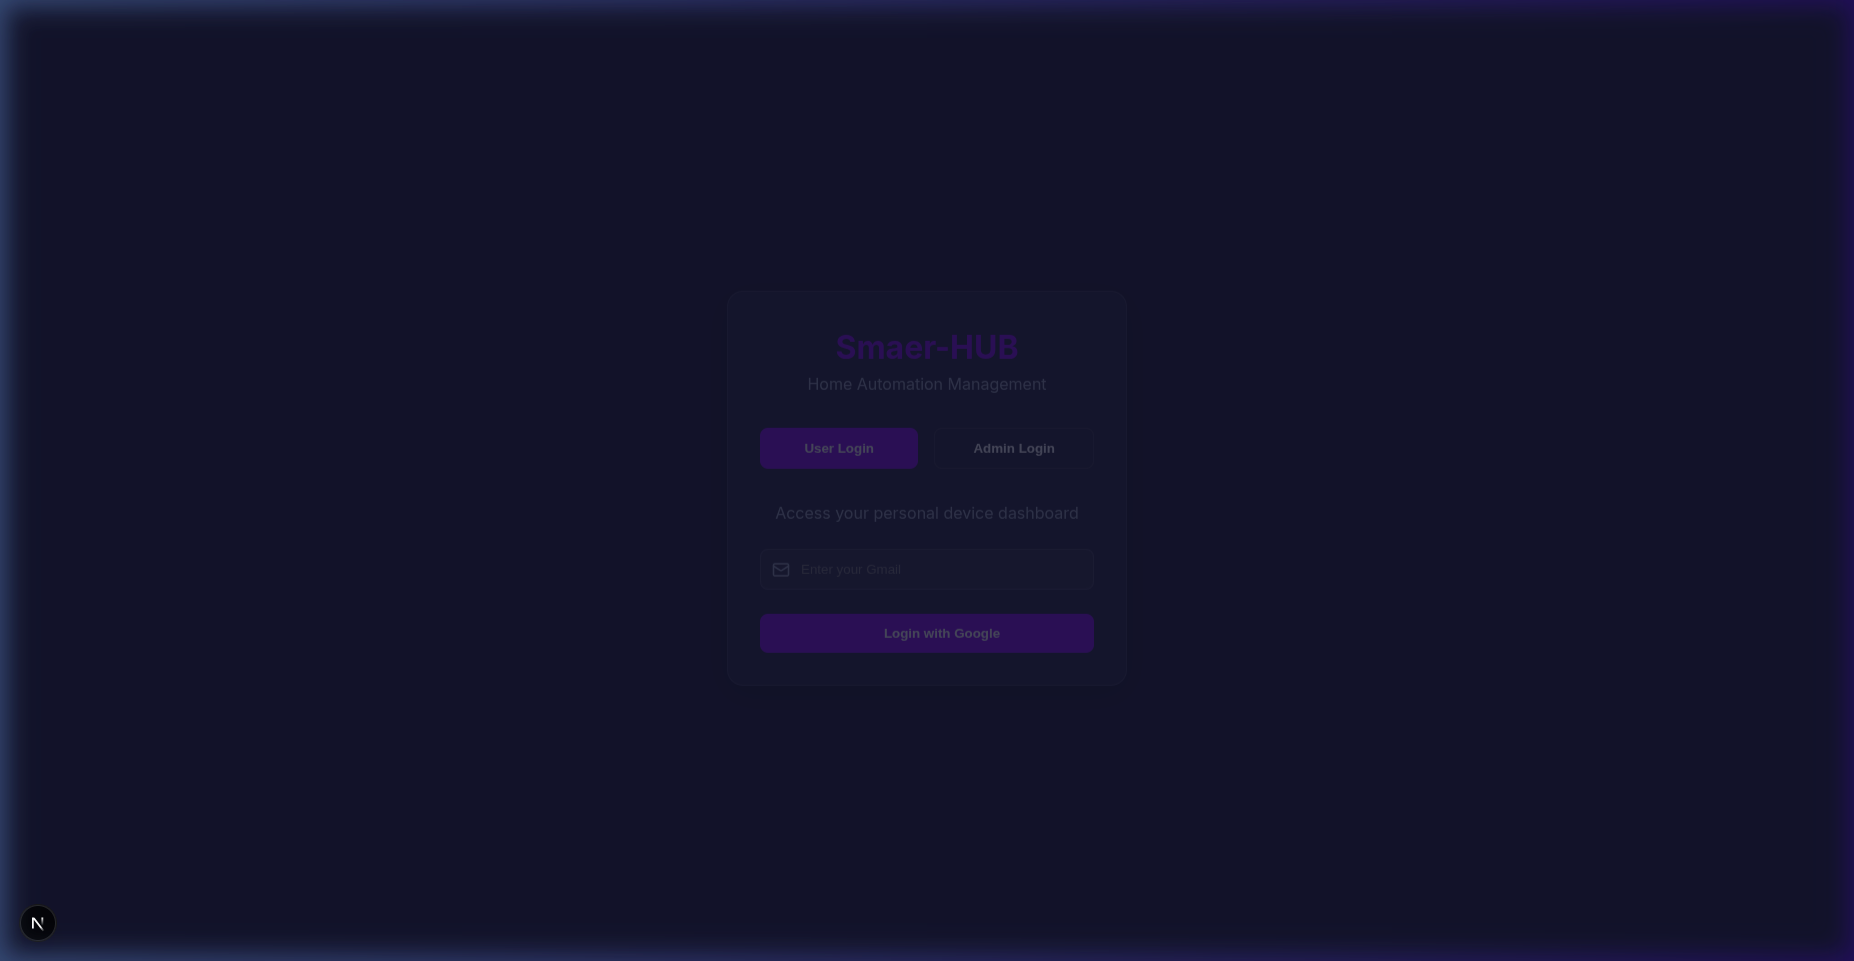 Smaer-HUB
Home Automation Management
User Login
Admin Login
Access your personal device dashboard
Enter your Gmail
Login with Google
N